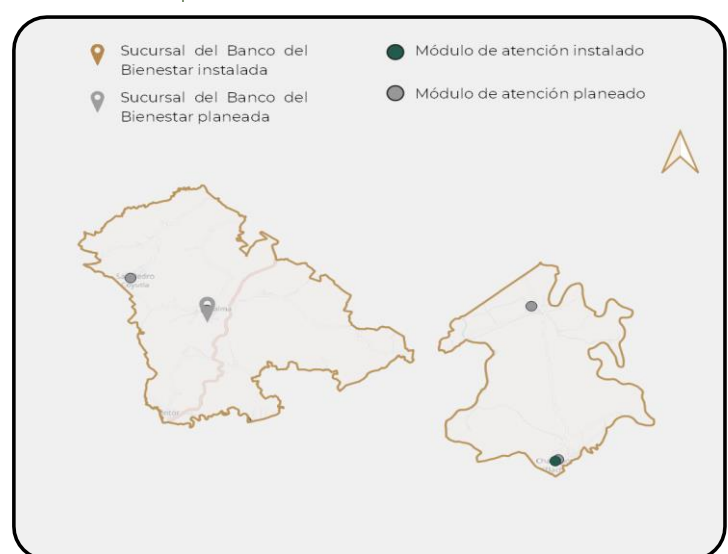 Sucursal del Banco del
Bienestar instalada
Sucursal del Banco del
Bienestar planeada
Módulo de atención instalado
Módulo de atención planeado